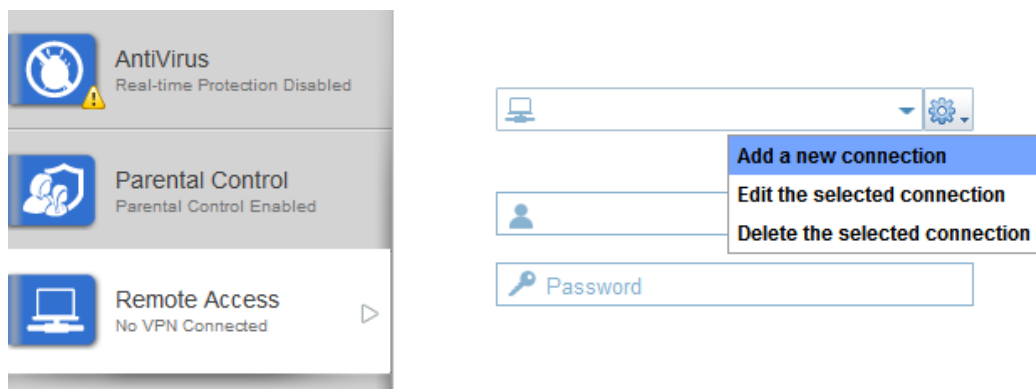 AntiVirus
Real-time Protection Disabled
Parental Control
Parental Control Enabled
Remote Access
No VPN Connected
Add a new connection
Edit the selected connection
Delete the selected connection
Password